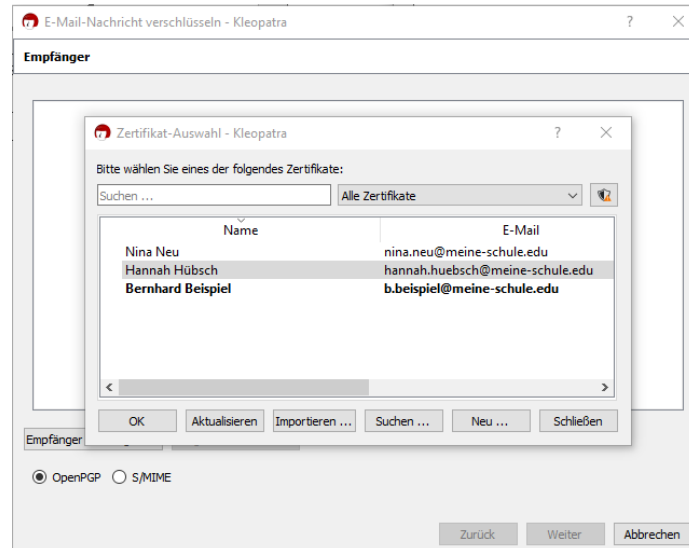 E-Mail-Nachricht verschlüsseln - Kleopatra
Empfänger
Zertifikat-Auswahl - Kleopatra
Bitte wählen Sie eines der folgendes Zertifikate:
Suchen ... Alle Zertifikate
Name E-Mail
Nina Neu nina.neu@meine-schule.edu
Hannah Hübsch hannah.huebsch@meine-schule.edu
Bernhard Beispiel b.beispiel@meine-schule.edu
OK Aktualisieren Importieren ... Suchen ... Neu ... Schließen
Empfänger
OpenPGP S/MIME
Zurück Weiter Abbrechen